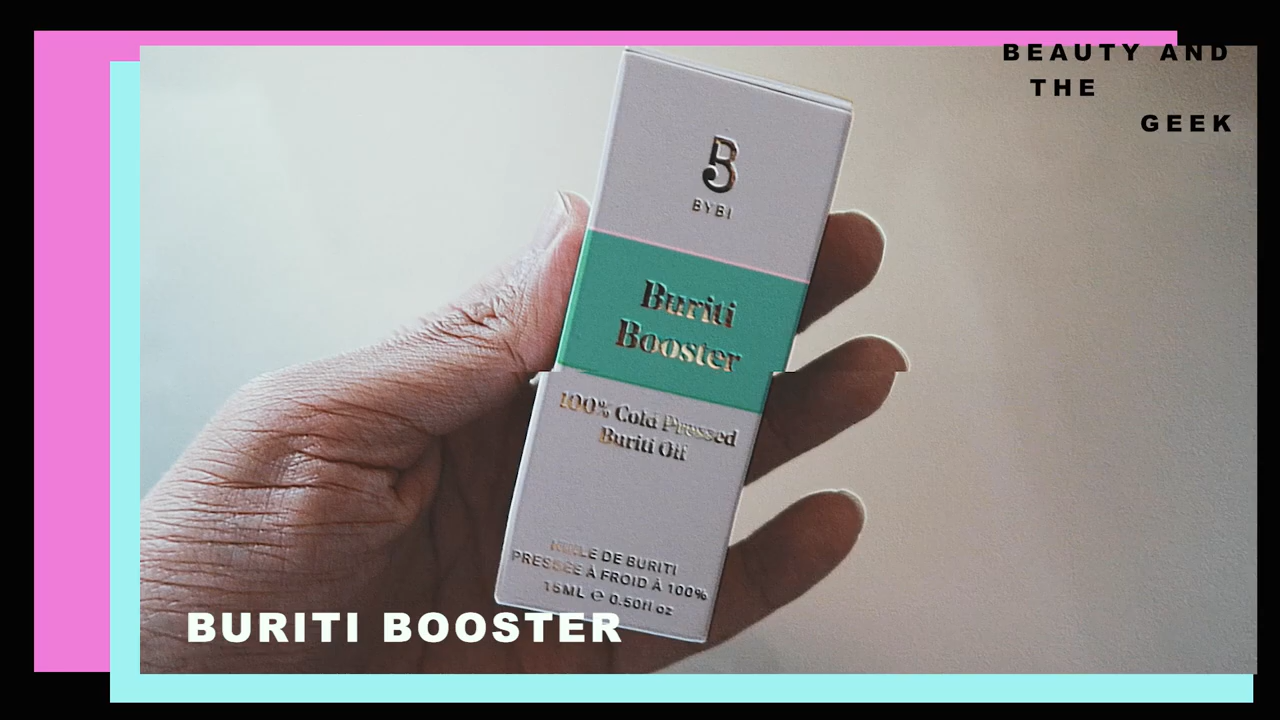 BEAUTY AND
THE
GEEK
B
BYBI
Buriti
Booster
100% Cold Pressed
Buriti Oil
HUILE DE BURITI
PRESSÉE À FROID À 100%
15ML ℮ 0.50fl oz
BURITI BOOSTER